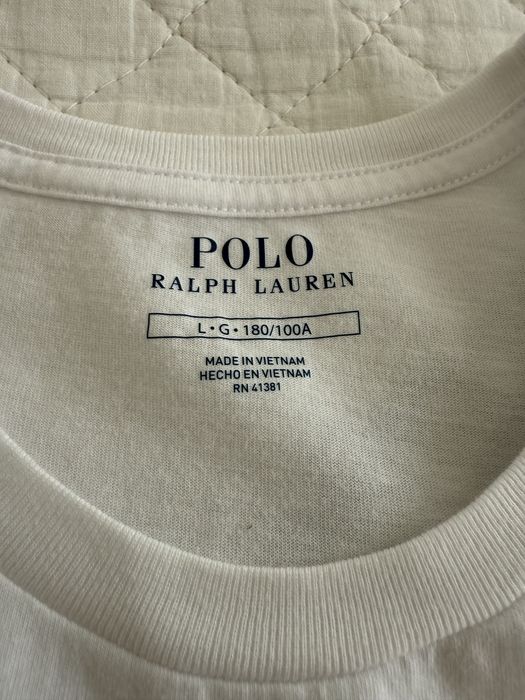 POLO
RALPH LAUREN
L • G • 180/100A
MADE IN VIETNAM
HECHO EN VIETNAM
RN 41381